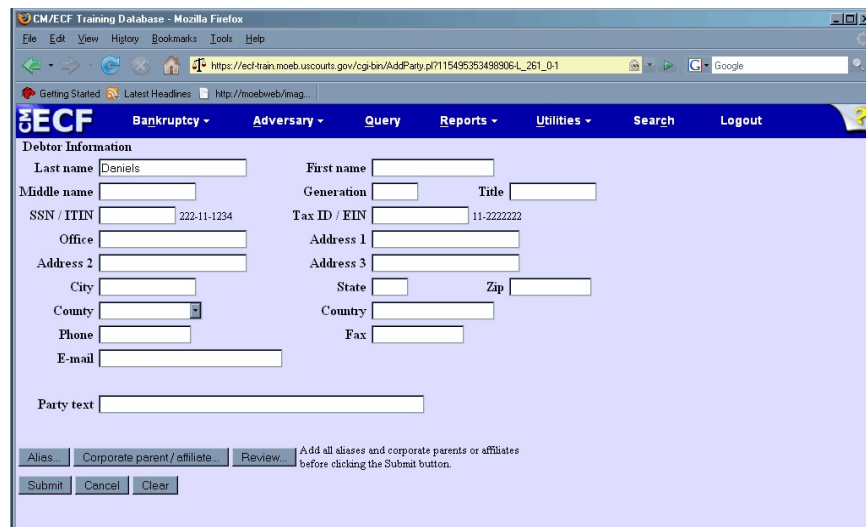 CM/ECF Training Database - Mozilla Firefox
File Edit View History Bookmarks Tools Help
https://ecf-train.moeb.uscourts.gov/cgi-bin/AddParty.pl?115495353498906-L_261_0-1 G Google
Getting Started Latest Headlines http://moebweb/imag...
CM ECF Bankruptcy Adversary Query Reports Utilities Search Logout ?
Debtor Information
Last name Daniels First name
Middle name Generation Title
SSN / ITIN 222-11-1234 Tax ID / EIN 11-2222222
Office Address 1
Address 2 Address 3
City State Zip
County Country
Phone Fax
E-mail
Party text
Alias... Corporate parent / affiliate... Review... Add all aliases and corporate parents or affiliates
before clicking the Submit button.
Submit Cancel Clear